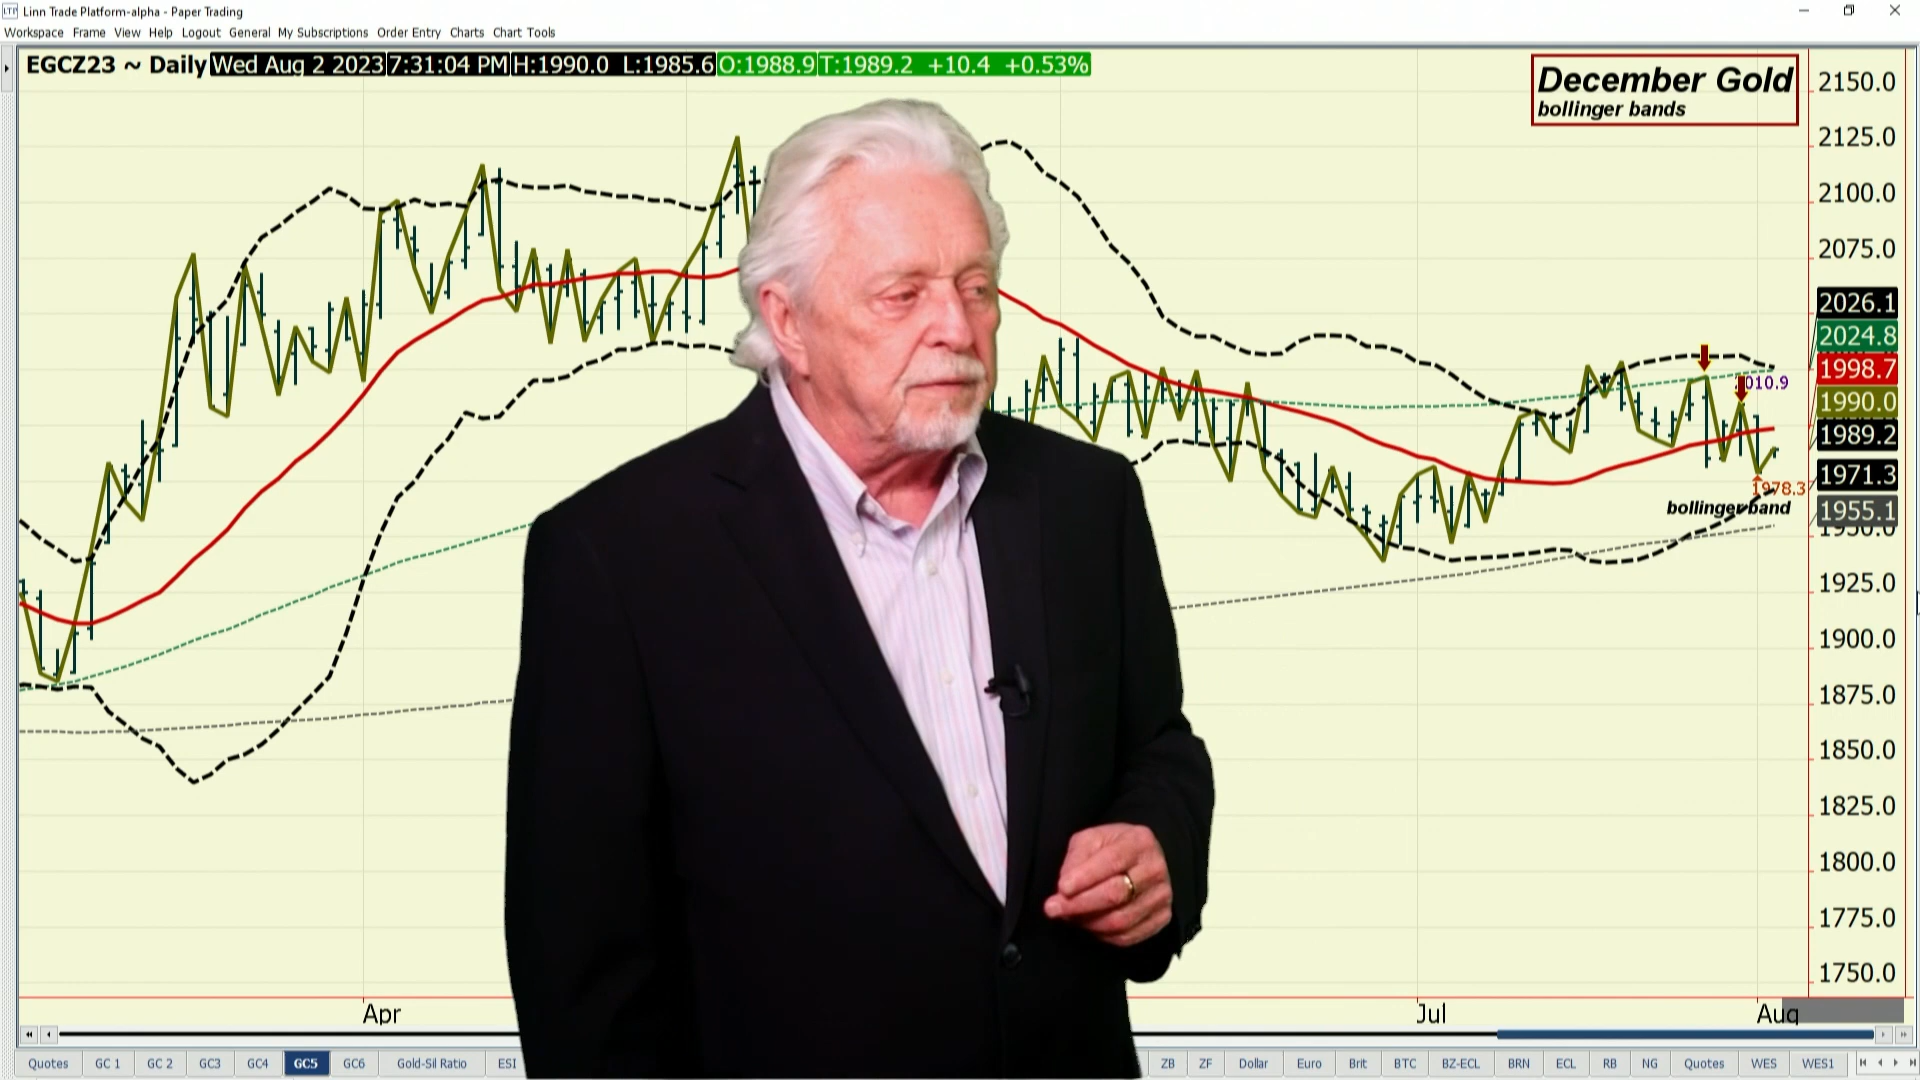 LTP Linn Trade Platform-alpha - Paper Trading
Workspace Frame View Help Logout General My Subscriptions Order Entry Charts Chart Tools
EGCZ23 ~ Daily Wed Aug 2 2023 7:31:04 PM H:1990.0 L:1985.6 O:1988.9 T:1989.2 +10.4 +0.53%
December Gold
bollinger bands
2150.0
2125.0
2100.0
2075.0
2026.1
2024.8
1998.7
1990.0
1989.2
1971.3
1955.1
1950.0
1925.0
1900.0
1875.0
1850.0
1825.0
1800.0
1775.0
1750.0
2010.9
1978.3
bollinger band
Apr Jul Aug
Quotes GC 1 GC 2 GC3 GC4 GC5 GC6 Gold-Sil Ratio ESI ZB ZF Dollar Euro Brit BTC BZ-ECL BRN ECL RB NG Quotes WES WES1